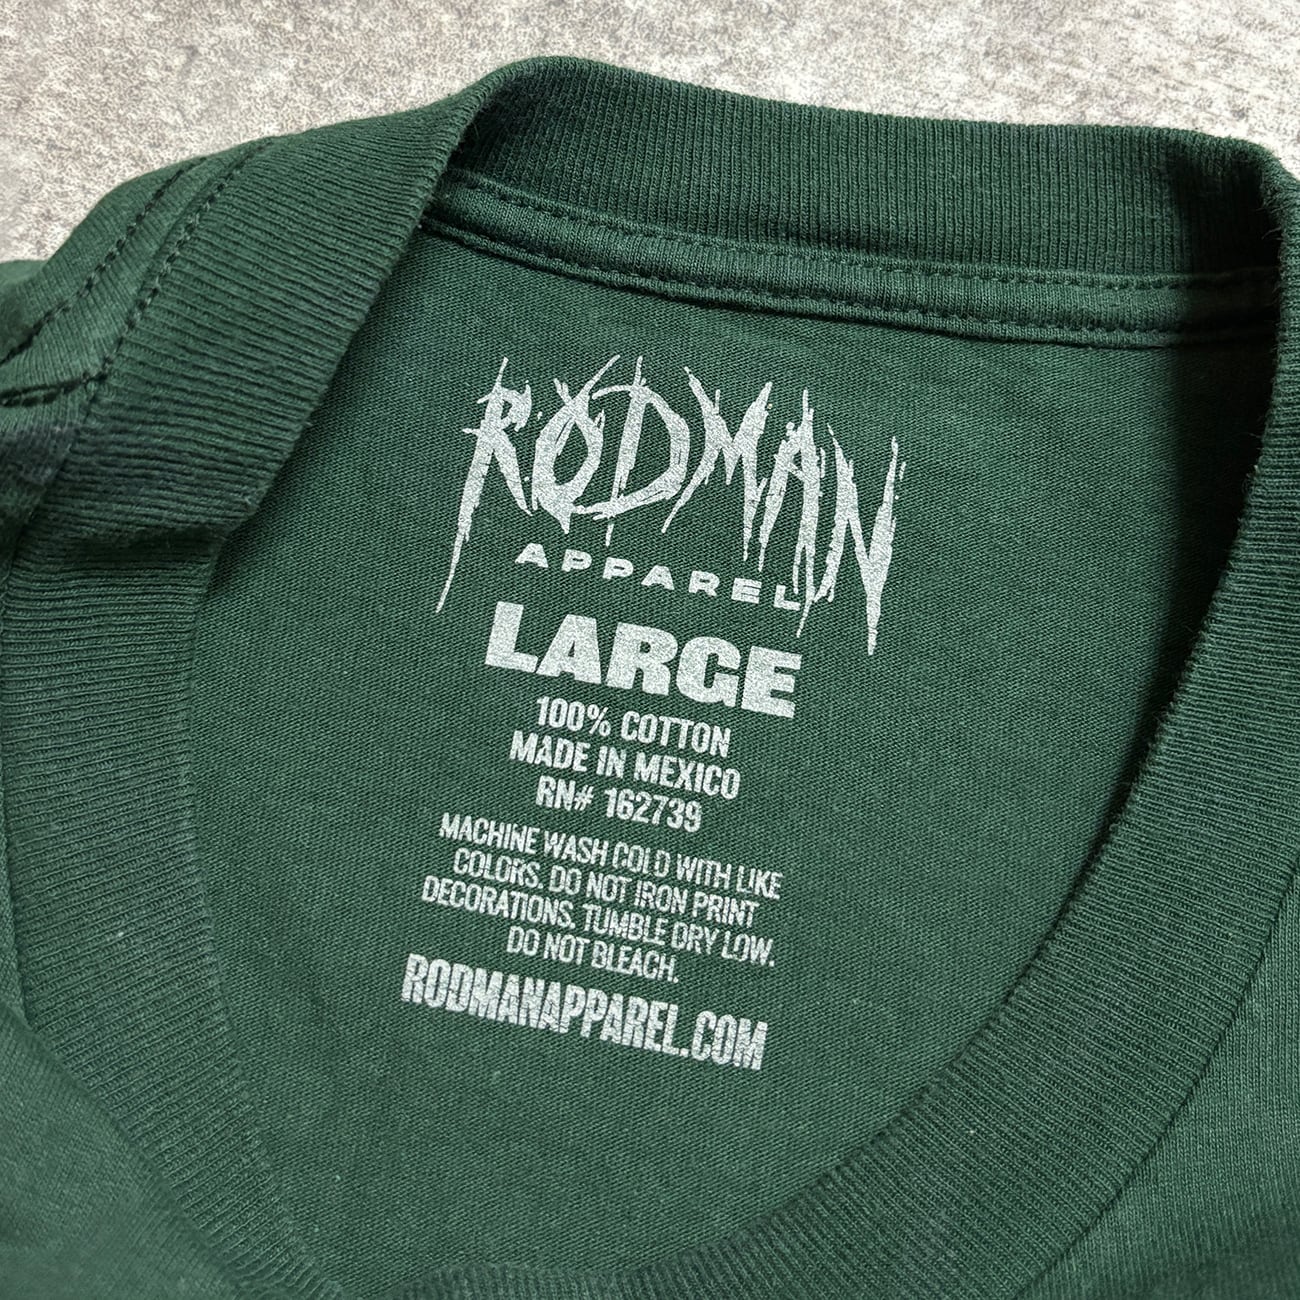 RODMAN
APPAREL
LARGE
100% COTTON
MADE IN MEXICO
RN# 162739
MACHINE WASH COLD WITH LIKE
COLORS. DO NOT IRON PRINT
DECORATIONS. TUMBLE DRY LOW.
DO NOT BLEACH.
RODMANAPPAREL.COM